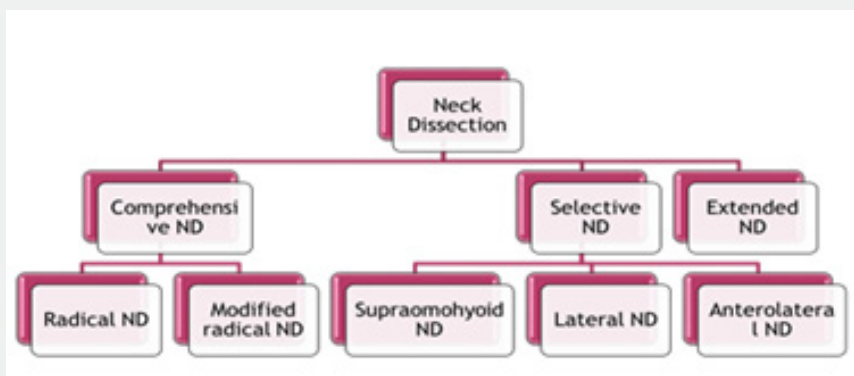 Neck
Dissection
Comprehensi
ve ND
Selective
ND
Extended
ND
Radical ND
Modified
radical ND
Supraomohyoid
ND
Lateral ND
Anterolatera
l ND